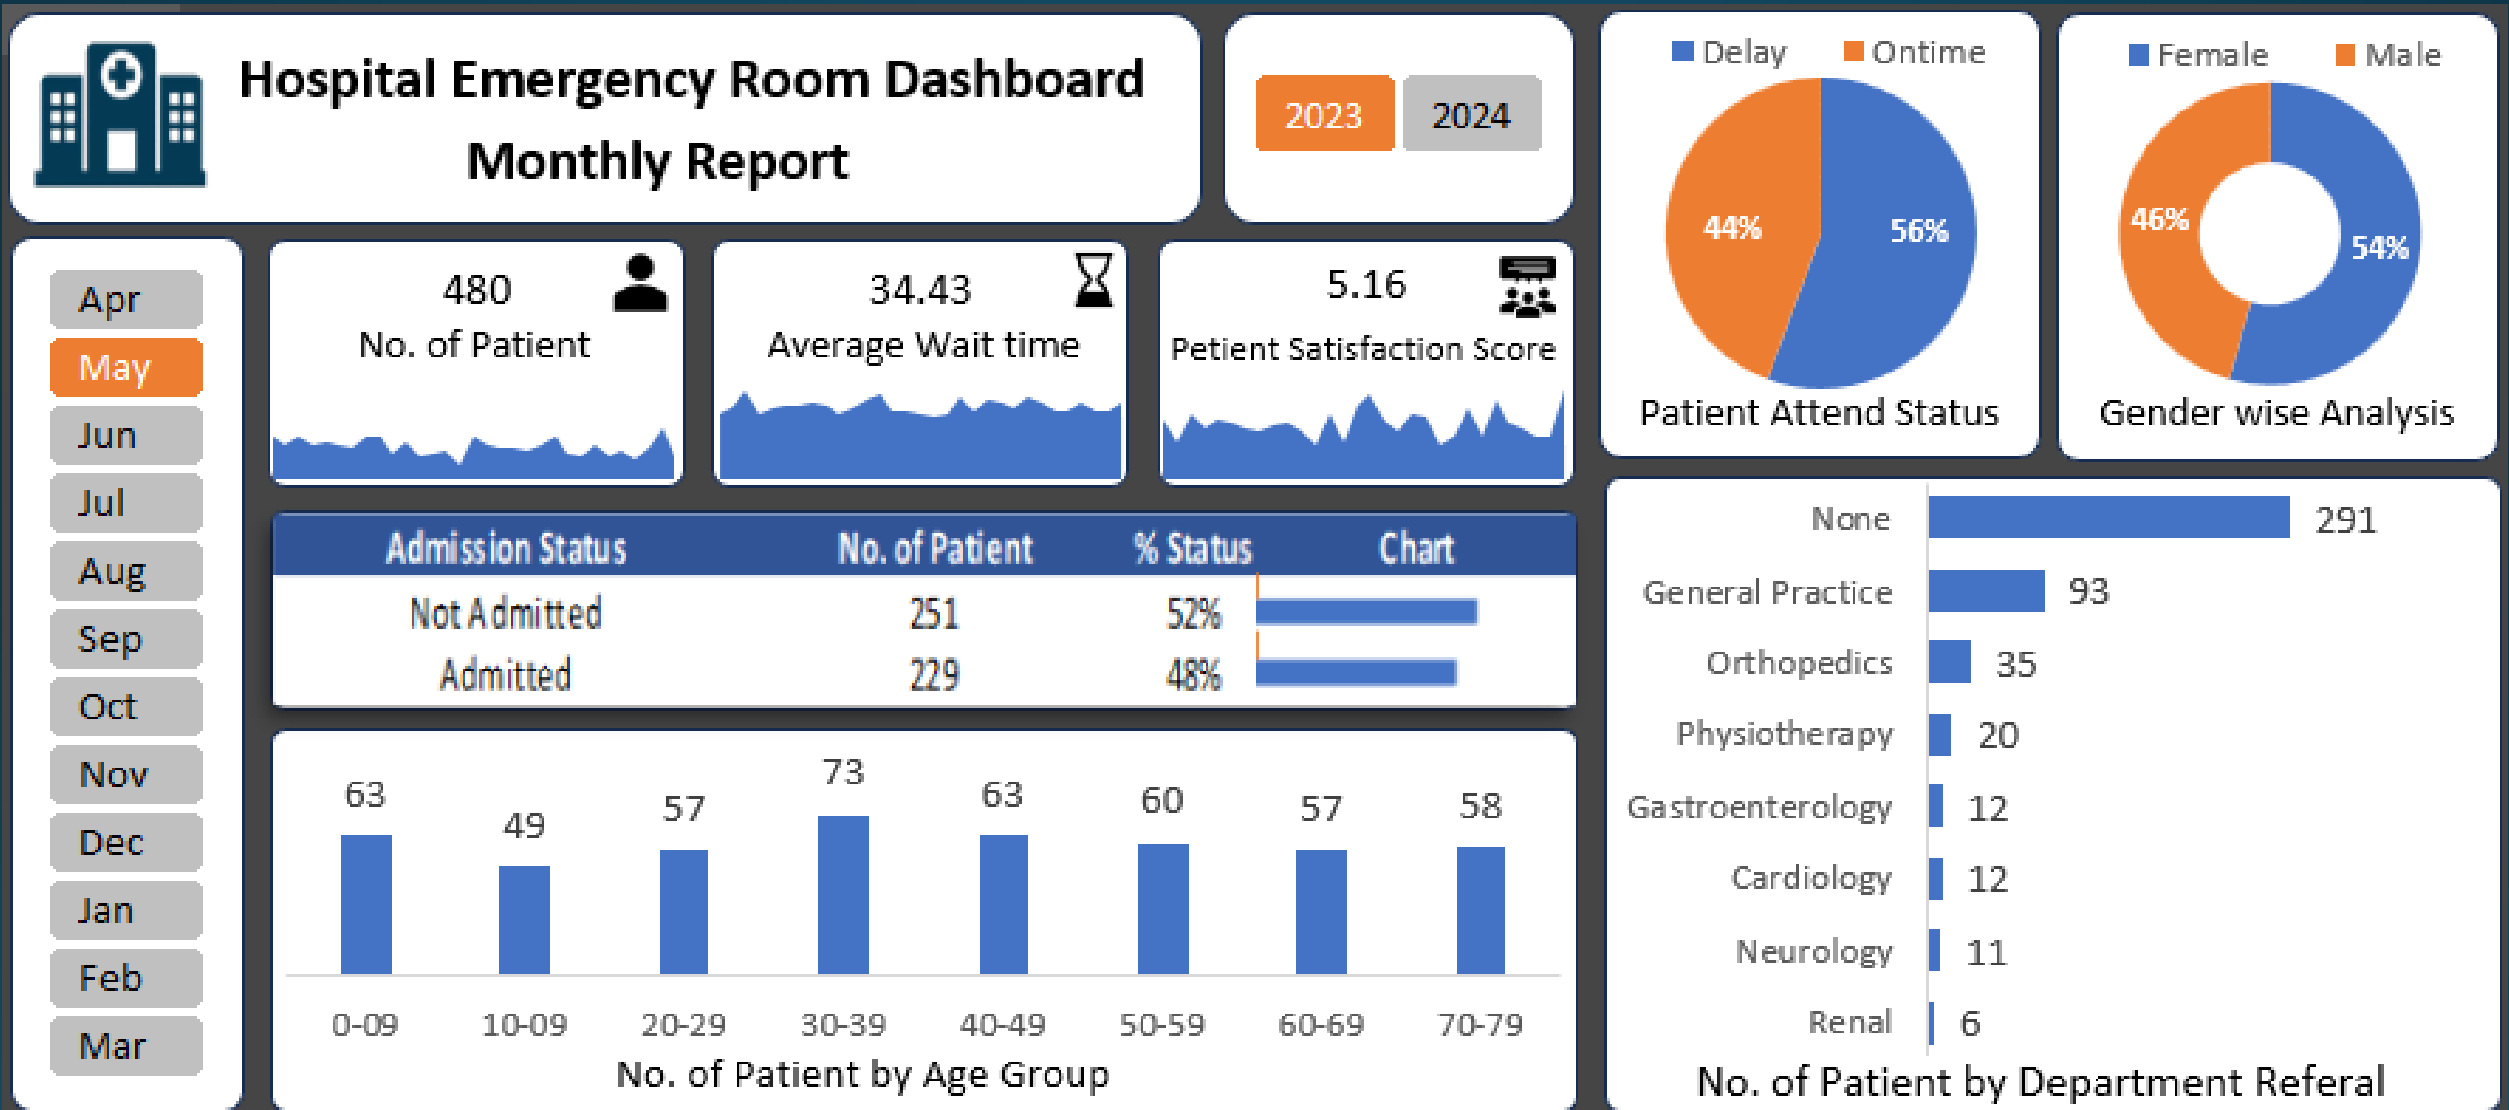 Hospital Emergency Room Dashboard
Monthly Report
2023 2024
Apr
May
Jun
Jul
Aug
Sep
Oct
Nov
Dec
Jan
Feb
Mar
480
No. of Patient
34.43
Average Wait time
5.16
Petient Satisfaction Score
Delay Ontime
44% 56%
Patient Attend Status
Female Male
46% 54%
Gender wise Analysis
Admission Status No. of Patient % Status Chart
Not Admitted 251 52%
Admitted 229 48%
63 49 57 73 63 60 57 58
0-09 10-09 20-29 30-39 40-49 50-59 60-69 70-79
No. of Patient by Age Group
None 291
General Practice 93
Orthopedics 35
Physiotherapy 20
Gastroenterology 12
Cardiology 12
Neurology 11
Renal 6
No. of Patient by Department Referal